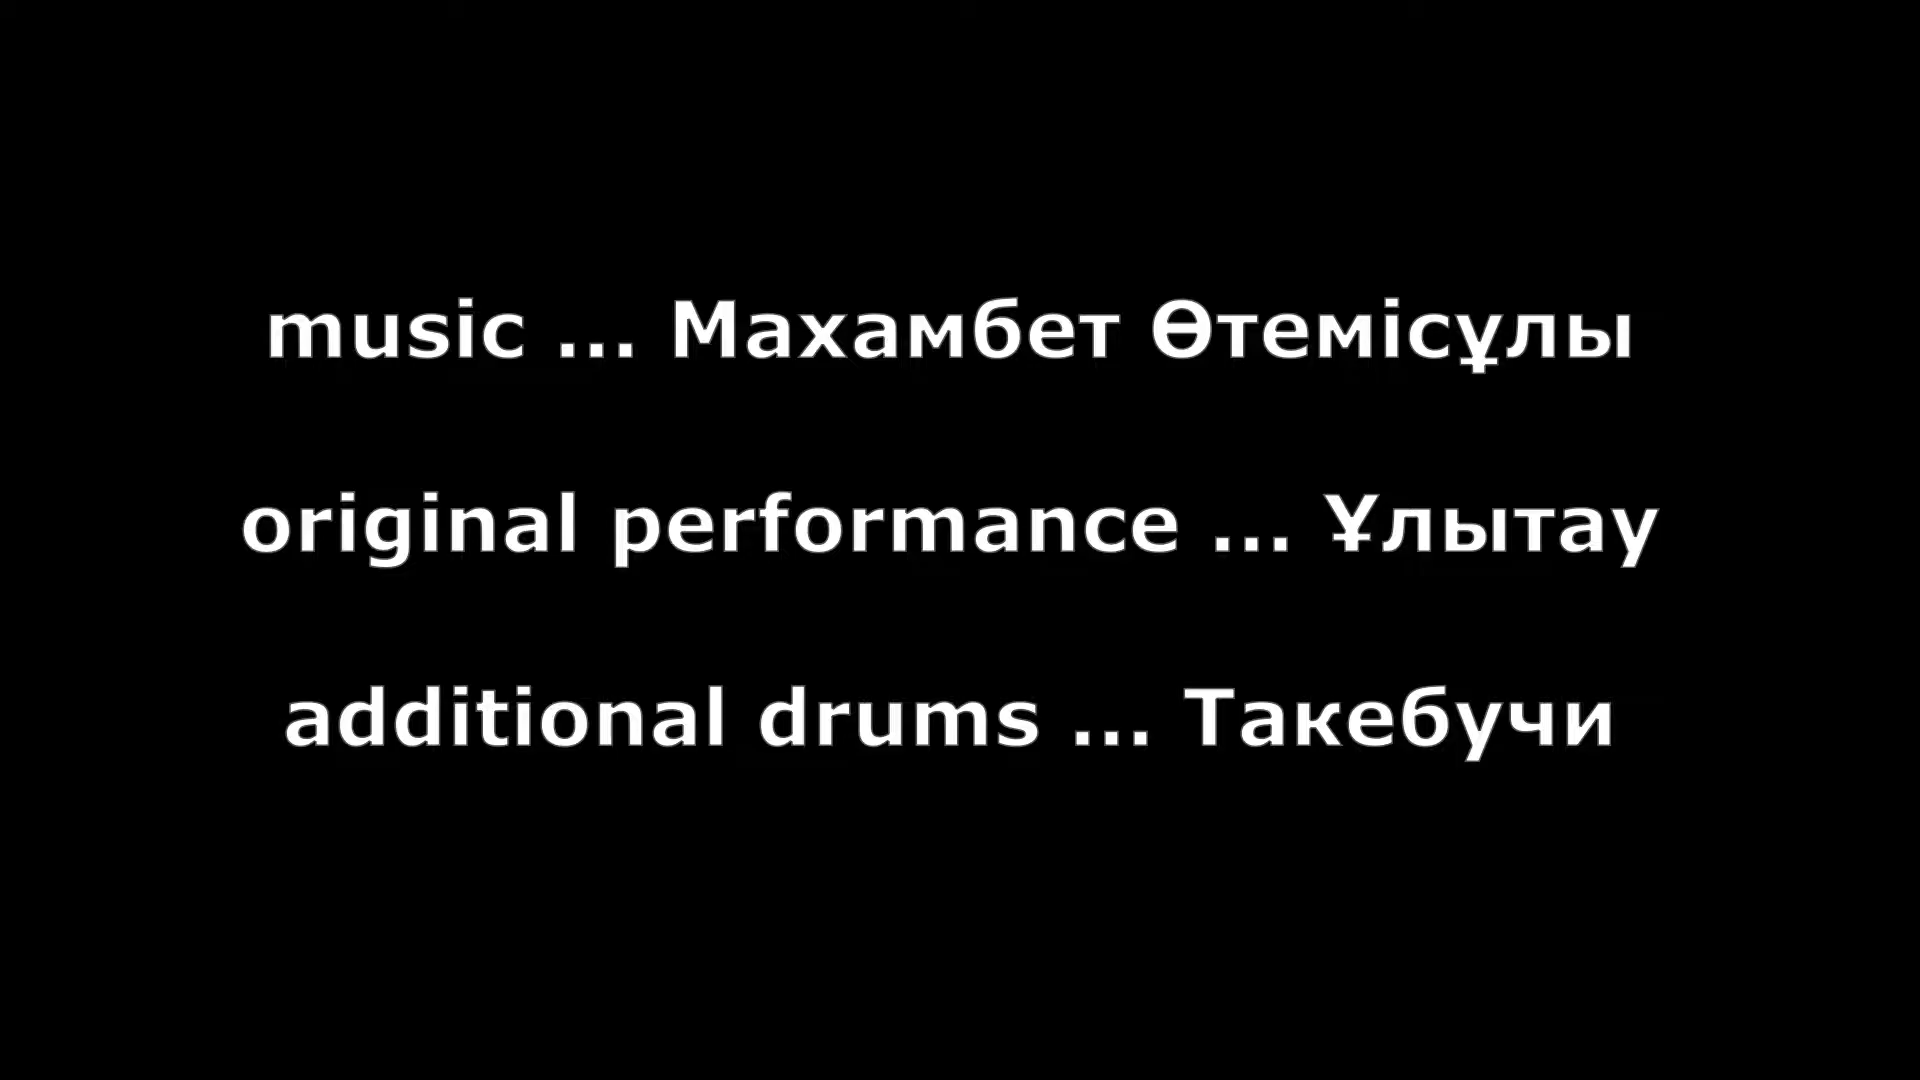 music ... Махамбет Өтемісұлы
original performance ... Ұлытау
additional drums ... Такебучи